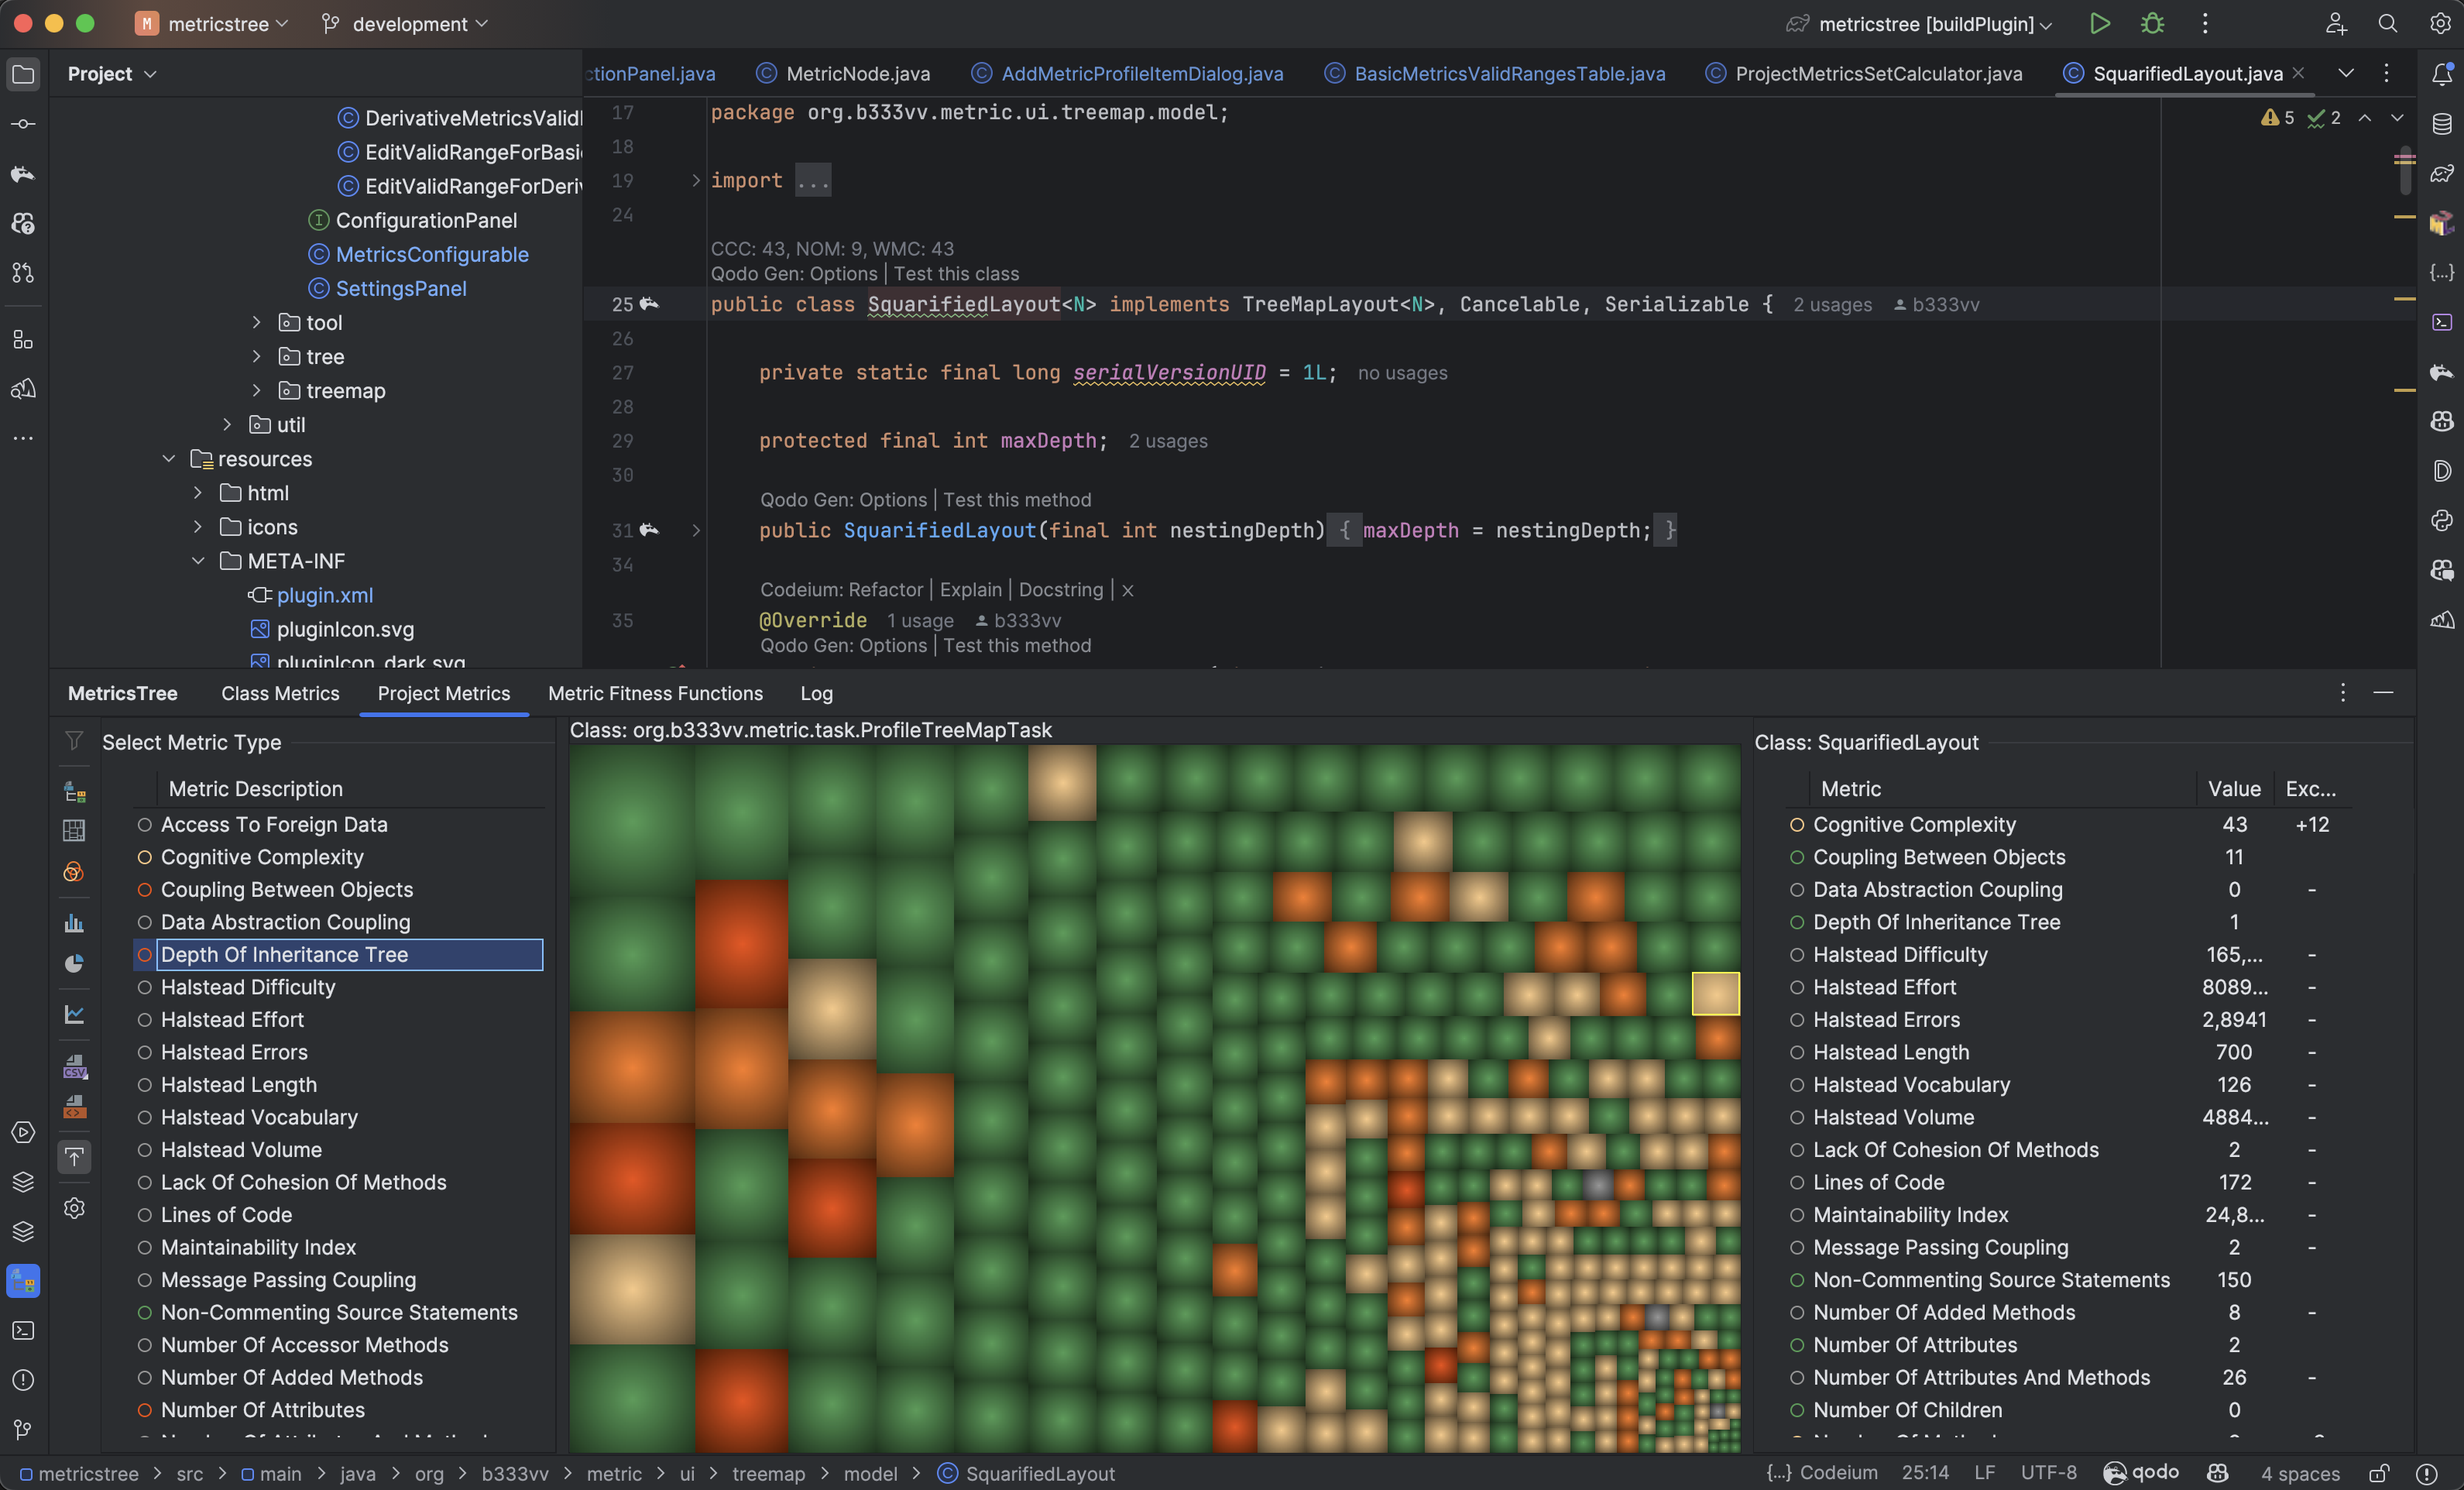 M metricstree development metricstree [buildPlugin]
Project
DerivativeMetricsValid
EditValidRangeForBasi
EditValidRangeForDeri
ConfigurationPanel
MetricsConfigurable
SettingsPanel
tool
tree
treemap
util
resources
html
icons
META-INF
plugin.xml
pluginIcon.svg
pluginIcon_dark.svg
ctionPanel.java MetricNode.java AddMetricProfileItemDialog.java BasicMetricsValidRangesTable.java ProjectMetricsSetCalculator.java SquarifiedLayout.java
5 2
17 package org.b333vv.metric.ui.treemap.model;
18
19 import ...
24
CCC: 43, NOM: 9, WMC: 43
Qodo Gen: Options | Test this class
25 public class SquarifiedLayout<N> implements TreeMapLayout<N>, Cancelable, Serializable { 2 usages b333vv
26
27 private static final long serialVersionUID = 1L; no usages
28
29 protected final int maxDepth; 2 usages
30
Qodo Gen: Options | Test this method
31 public SquarifiedLayout(final int nestingDepth) { maxDepth = nestingDepth; }
34
Codeium: Refactor | Explain | Docstring | ×
35 @Override 1 usage b333vv
Qodo Gen: Options | Test this method
MetricsTree Class Metrics Project Metrics Metric Fitness Functions Log
Select Metric Type
Metric Description
Access To Foreign Data
Cognitive Complexity
Coupling Between Objects
Data Abstraction Coupling
Depth Of Inheritance Tree
Halstead Difficulty
Halstead Effort
Halstead Errors
Halstead Length
Halstead Vocabulary
Halstead Volume
Lack Of Cohesion Of Methods
Lines of Code
Maintainability Index
Message Passing Coupling
Non-Commenting Source Statements
Number Of Accessor Methods
Number Of Added Methods
Number Of Attributes
Class: org.b333vv.metric.task.ProfileTreeMapTask
Class: SquarifiedLayout
Metric Value Exc...
Cognitive Complexity 43 +12
Coupling Between Objects 11
Data Abstraction Coupling 0 -
Depth Of Inheritance Tree 1
Halstead Difficulty 165,... -
Halstead Effort 8089... -
Halstead Errors 2,8941 -
Halstead Length 700 -
Halstead Vocabulary 126 -
Halstead Volume 4884... -
Lack Of Cohesion Of Methods 2 -
Lines of Code 172 -
Maintainability Index 24,8... -
Message Passing Coupling 2 -
Non-Commenting Source Statements 150
Number Of Added Methods 8 -
Number Of Attributes 2
Number Of Attributes And Methods 26 -
Number Of Children 0
metricstree > src > main > java > org > b333vv > metric > ui > treemap > model > SquarifiedLayout
{...} Codeium 25:14 LF UTF-8 qodo 4 spaces